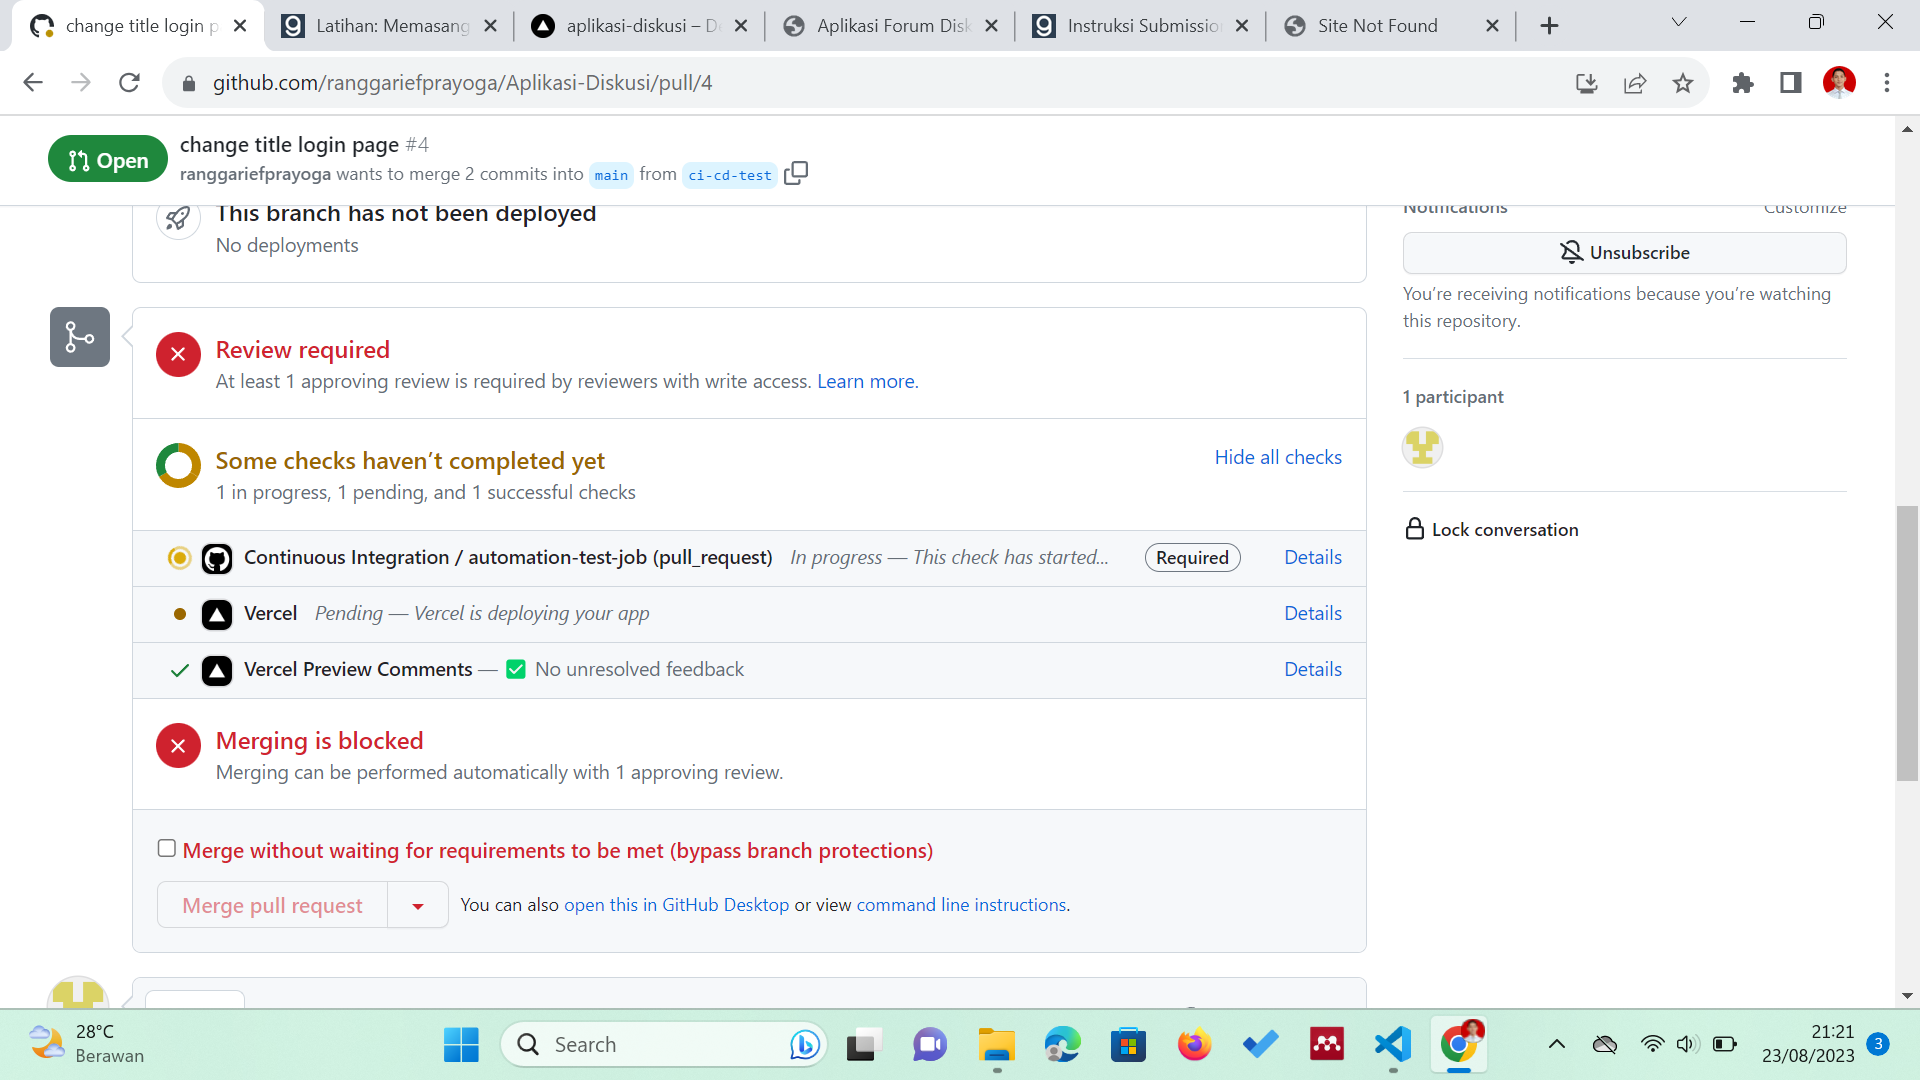 change title login p
Latihan: Memasang
aplikasi-diskusi – De
Aplikasi Forum Disk
Instruksi Submissio
Site Not Found
github.com/ranggariefprayoga/Aplikasi-Diskusi/pull/4
Open
change title login page #4
ranggariefprayoga wants to merge 2 commits into main from ci-cd-test
This branch has not been deployed
No deployments
Notifications
Customize
Unsubscribe
You’re receiving notifications because you’re watching
this repository.
Review required
At least 1 approving review is required by reviewers with write access. Learn more.
1 participant
Some checks haven’t completed yet
Hide all checks
1 in progress, 1 pending, and 1 successful checks
Lock conversation
Continuous Integration / automation-test-job (pull_request) In progress — This check has started... Required Details
Vercel Pending — Vercel is deploying your app Details
Vercel Preview Comments — ✅ No unresolved feedback Details
Merging is blocked
Merging can be performed automatically with 1 approving review.
Merge without waiting for requirements to be met (bypass branch protections)
Merge pull request
You can also open this in GitHub Desktop or view command line instructions.
28°C
Berawan
Search
21:21
23/08/2023
3